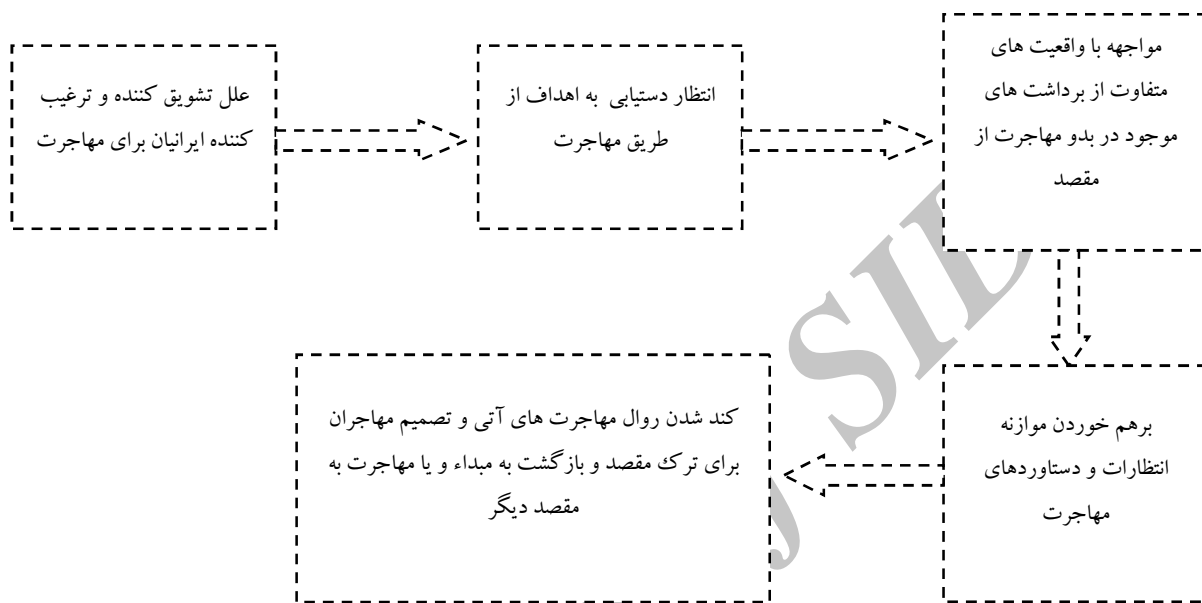 علل تشویق کننده و ترغیب
کننده ایرانیان برای مهاجرت
انتظار دستیابی به اهداف از
طریق مهاجرت
مواجهه با واقعیت های
متفاوت از برداشت های
موجود در بدو مهاجرت از
مقصد
برهم خوردن موازنه
انتظارات و دستاوردهای
مهاجرت
کند شدن روال مهاجرت های آتی و تصمیم مهاجران
برای ترک مقصد و بازگشت به مبداء و یا مهاجرت به
مقصد دیگر
SID